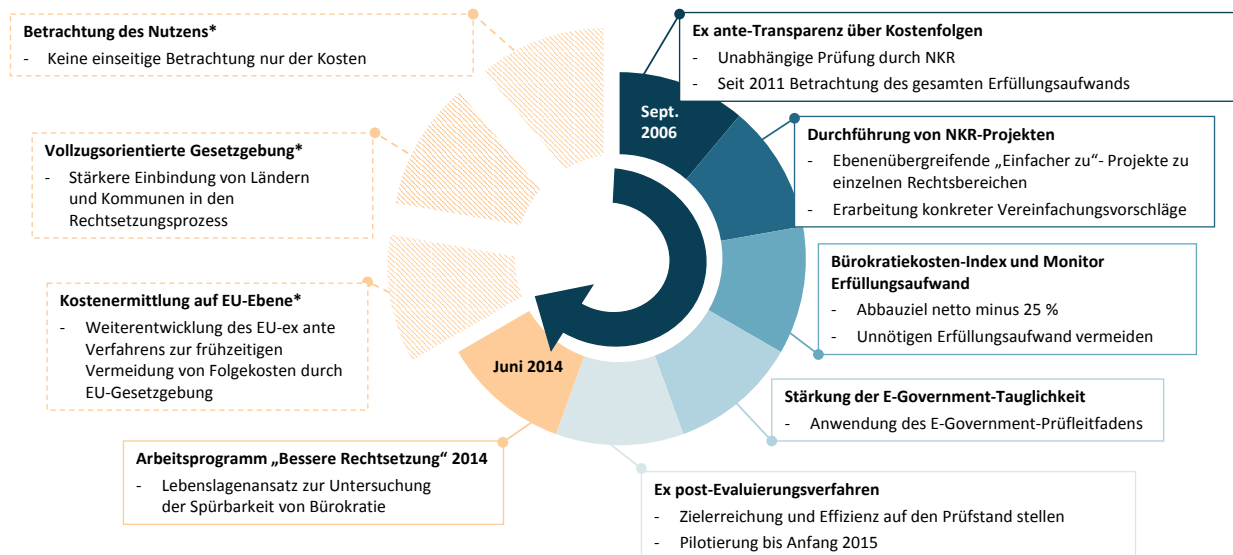 Ex ante-Transparenz über Kostenfolgen
- Unabhängige Prüfung durch NKR
- Seit 2011 Betrachtung des gesamten Erfüllungsaufwands
Durchführung von NKR-Projekten
- Ebenenübergreifende „Einfacher zu“- Projekte zu
einzelnen Rechtsbereichen
- Erarbeitung konkreter Vereinfachungsvorschläge
Bürokratiekosten-Index und Monitor
Erfüllungsaufwand
- Abbauziel netto minus 25 %
- Unnötigen Erfüllungsaufwand vermeiden
Stärkung der E-Government-Tauglichkeit
- Anwendung des E-Government-Prüfleitfadens
Ex post-Evaluierungsverfahren
- Zielerreichung und Effizienz auf den Prüfstand stellen
- Pilotierung bis Anfang 2015
Arbeitsprogramm „Bessere Rechtsetzung“ 2014
- Lebenslagenansatz zur Untersuchung
der Spürbarkeit von Bürokratie
Kostenermittlung auf EU-Ebene*
- Weiterentwicklung des EU-ex ante
Verfahrens zur frühzeitigen
Vermeidung von Folgekosten durch
EU-Gesetzgebung
Vollzugsorientierte Gesetzgebung*
- Stärkere Einbindung von Ländern
und Kommunen in den
Rechtsetzungsprozess
Betrachtung des Nutzens*
- Keine einseitige Betrachtung nur der Kosten
Sept.
2006
Juni 2014